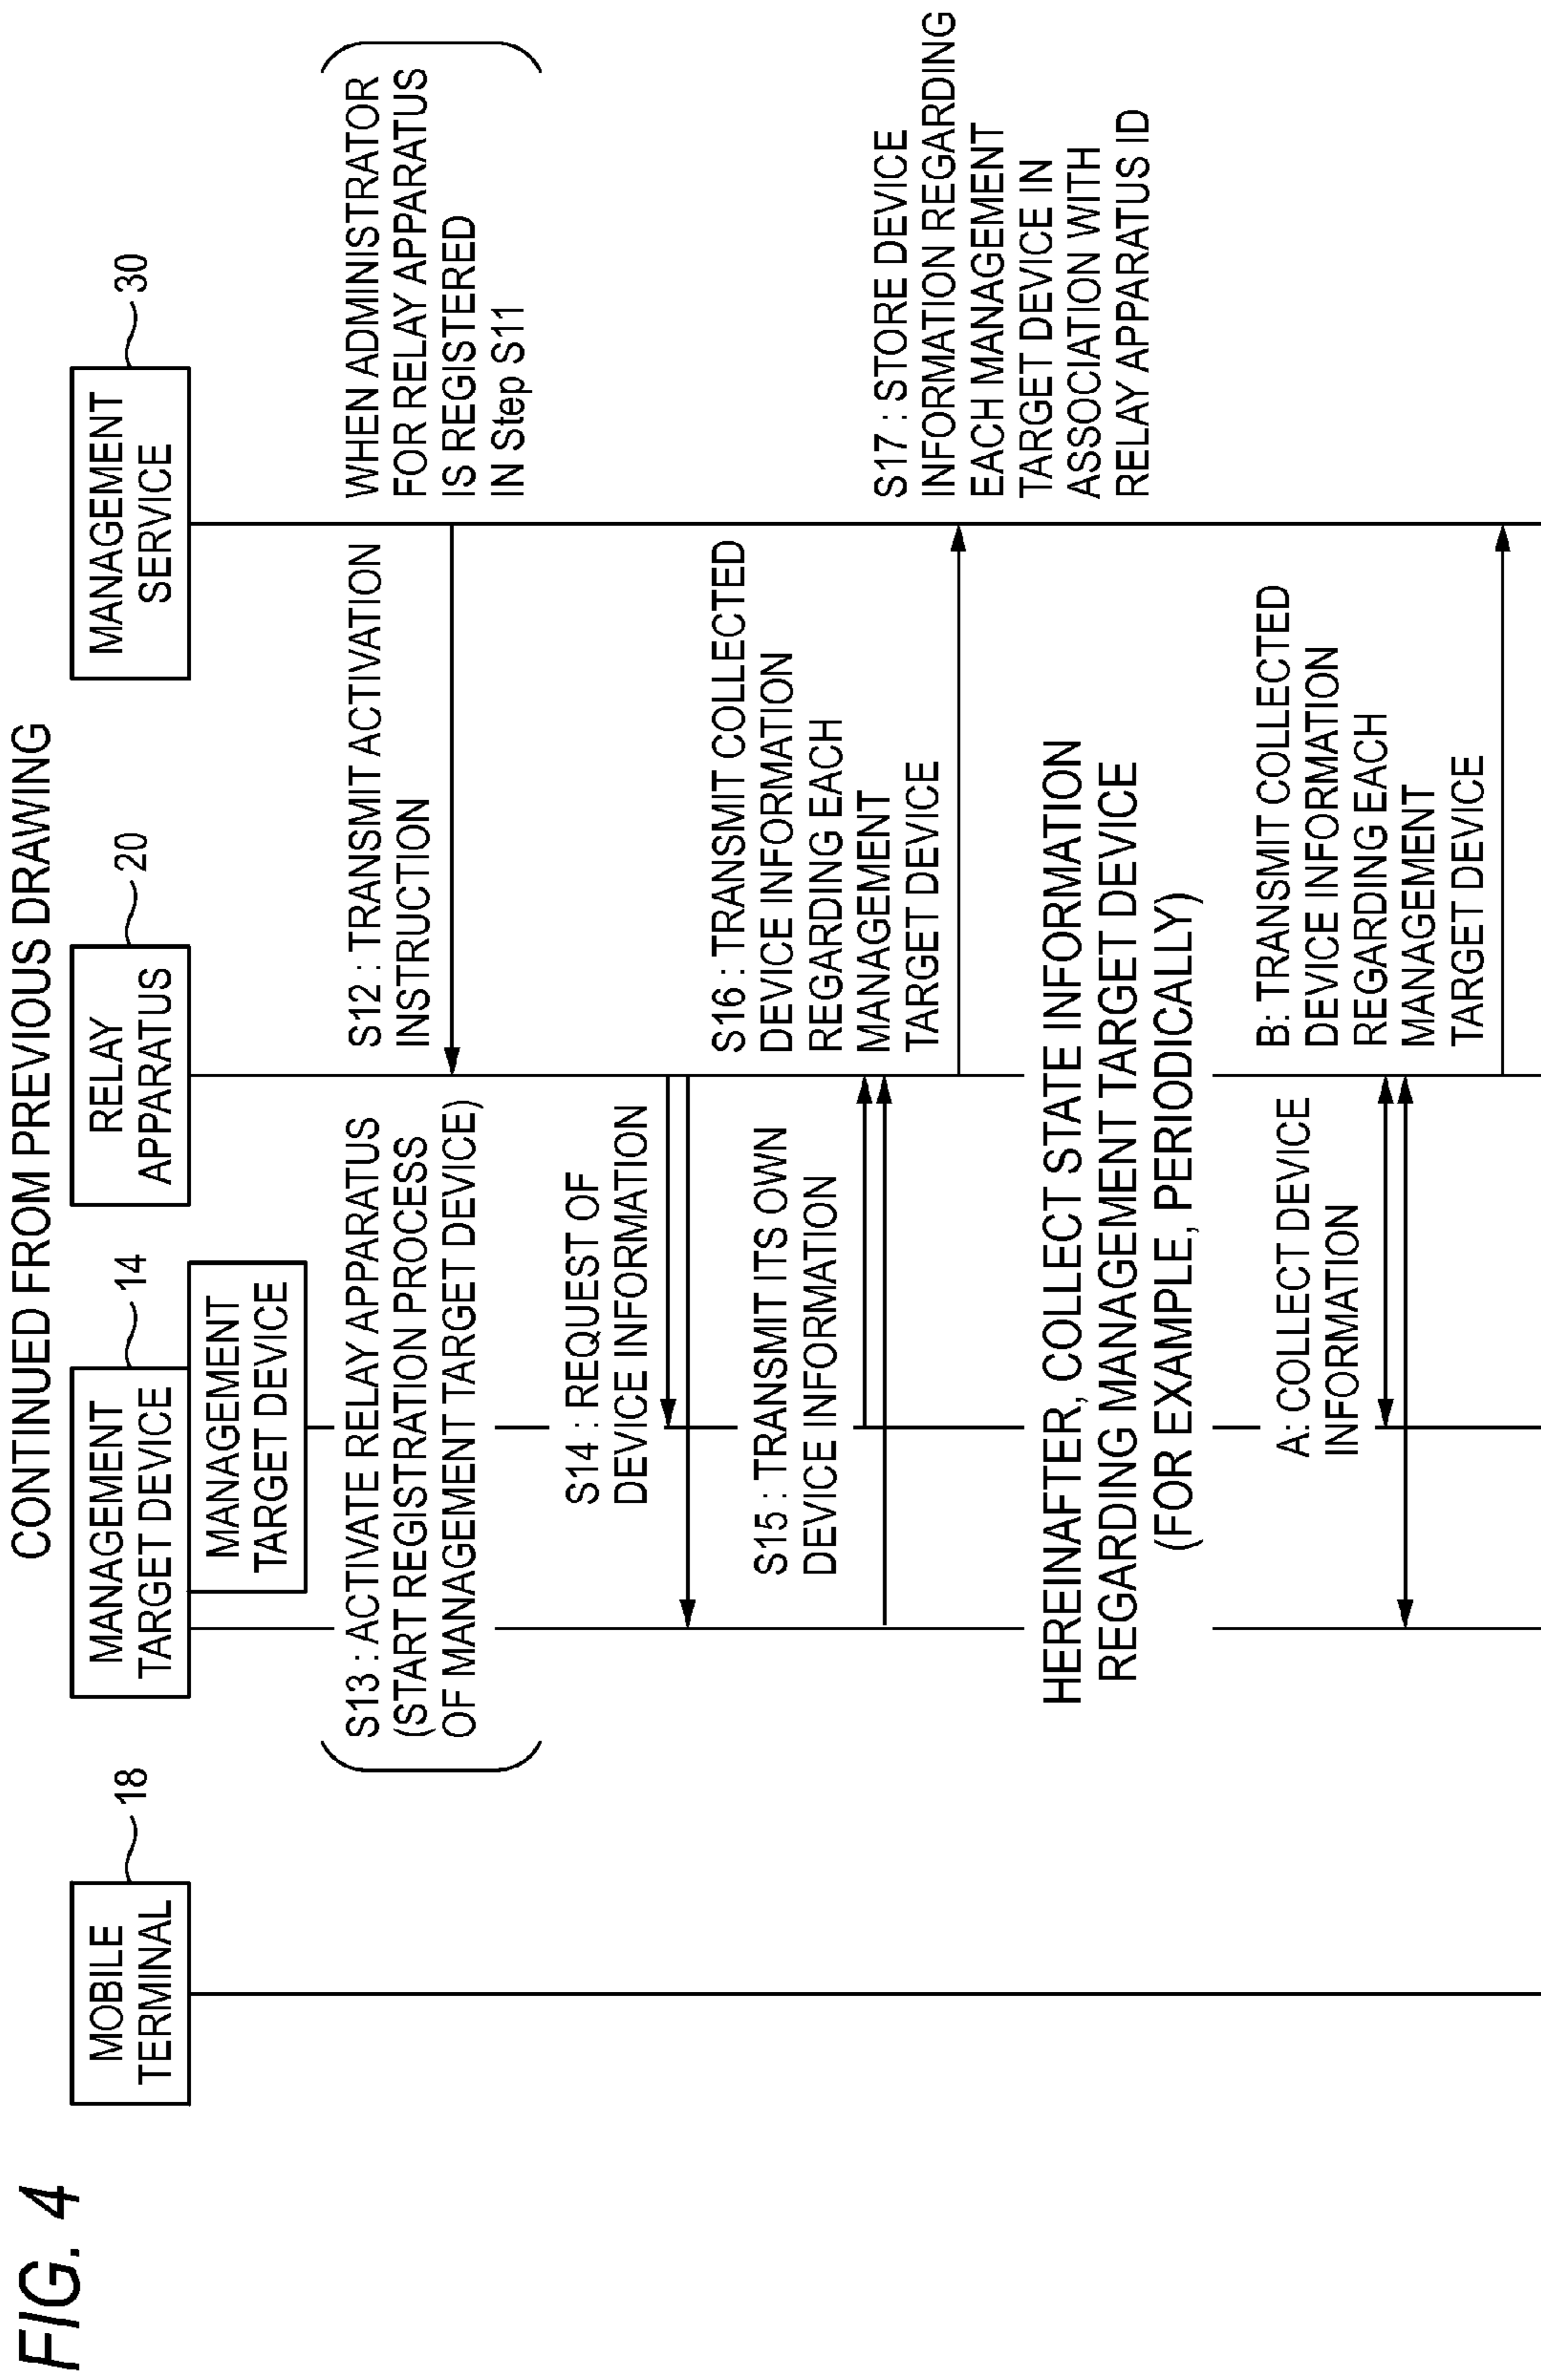 FIG. 4
CONTINUED FROM PREVIOUS DRAWING
MOBILE
TERMINAL
18
MANAGEMENT
TARGET DEVICE
14
MANAGEMENT
TARGET DEVICE
RELAY
APPARATUS
20
MANAGEMENT
SERVICE
30
S12 : TRANSMIT ACTIVATION
INSTRUCTION
WHEN ADMINISTRATOR
FOR RELAY APPARATUS
IS REGISTERED
IN Step S11
S13 : ACTIVATE RELAY APPARATUS
(START REGISTRATION PROCESS
OF MANAGEMENT TARGET DEVICE)
S14 : REQUEST OF
DEVICE INFORMATION
S15 : TRANSMIT ITS OWN
DEVICE INFORMATION
S16 : TRANSMIT COLLECTED
DEVICE INFORMATION
REGARDING EACH
MANAGEMENT
TARGET DEVICE
S17 : STORE DEVICE
INFORMATION REGARDING
EACH MANAGEMENT
TARGET DEVICE IN
ASSOCIATION WITH
RELAY APPARATUS ID
HEREINAFTER, COLLECT STATE INFORMATION
REGARDING MANAGEMENT TARGET DEVICE
(FOR EXAMPLE, PERIODICALLY)
A: COLLECT DEVICE
INFORMATION
B: TRANSMIT COLLECTED
DEVICE INFORMATION
REGARDING EACH
MANAGEMENT
TARGET DEVICE